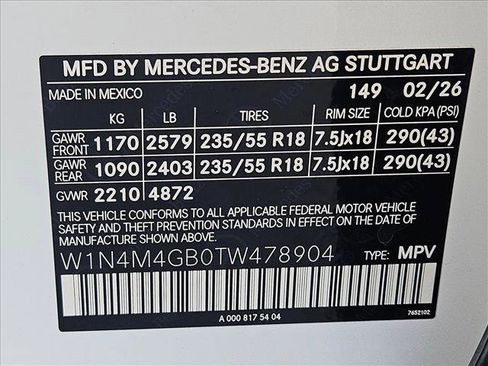 MFD BY MERCEDES-BENZ AG STUTTGART
MADE IN MEXICO 149 02/26
KG LB TIRES RIM SIZE COLD KPA (PSI)
GAWR FRONT 1170 2579 235/55 R18 7.5Jx18 290(43)
GAWR REAR 1090 2403 235/55 R18 7.5Jx18 290(43)
GVWR 2210 4872
THIS VEHICLE CONFORMS TO ALL APPLICABLE FEDERAL MOTOR VEHICLE
SAFETY AND THEFT PREVENTION STANDARDS IN EFFECT ON THE DATE
OF MANUFACTURE SHOWN ABOVE.
W1N4M4GB0TW478904 TYPE: MPV
A 000 817 54 04 7652102